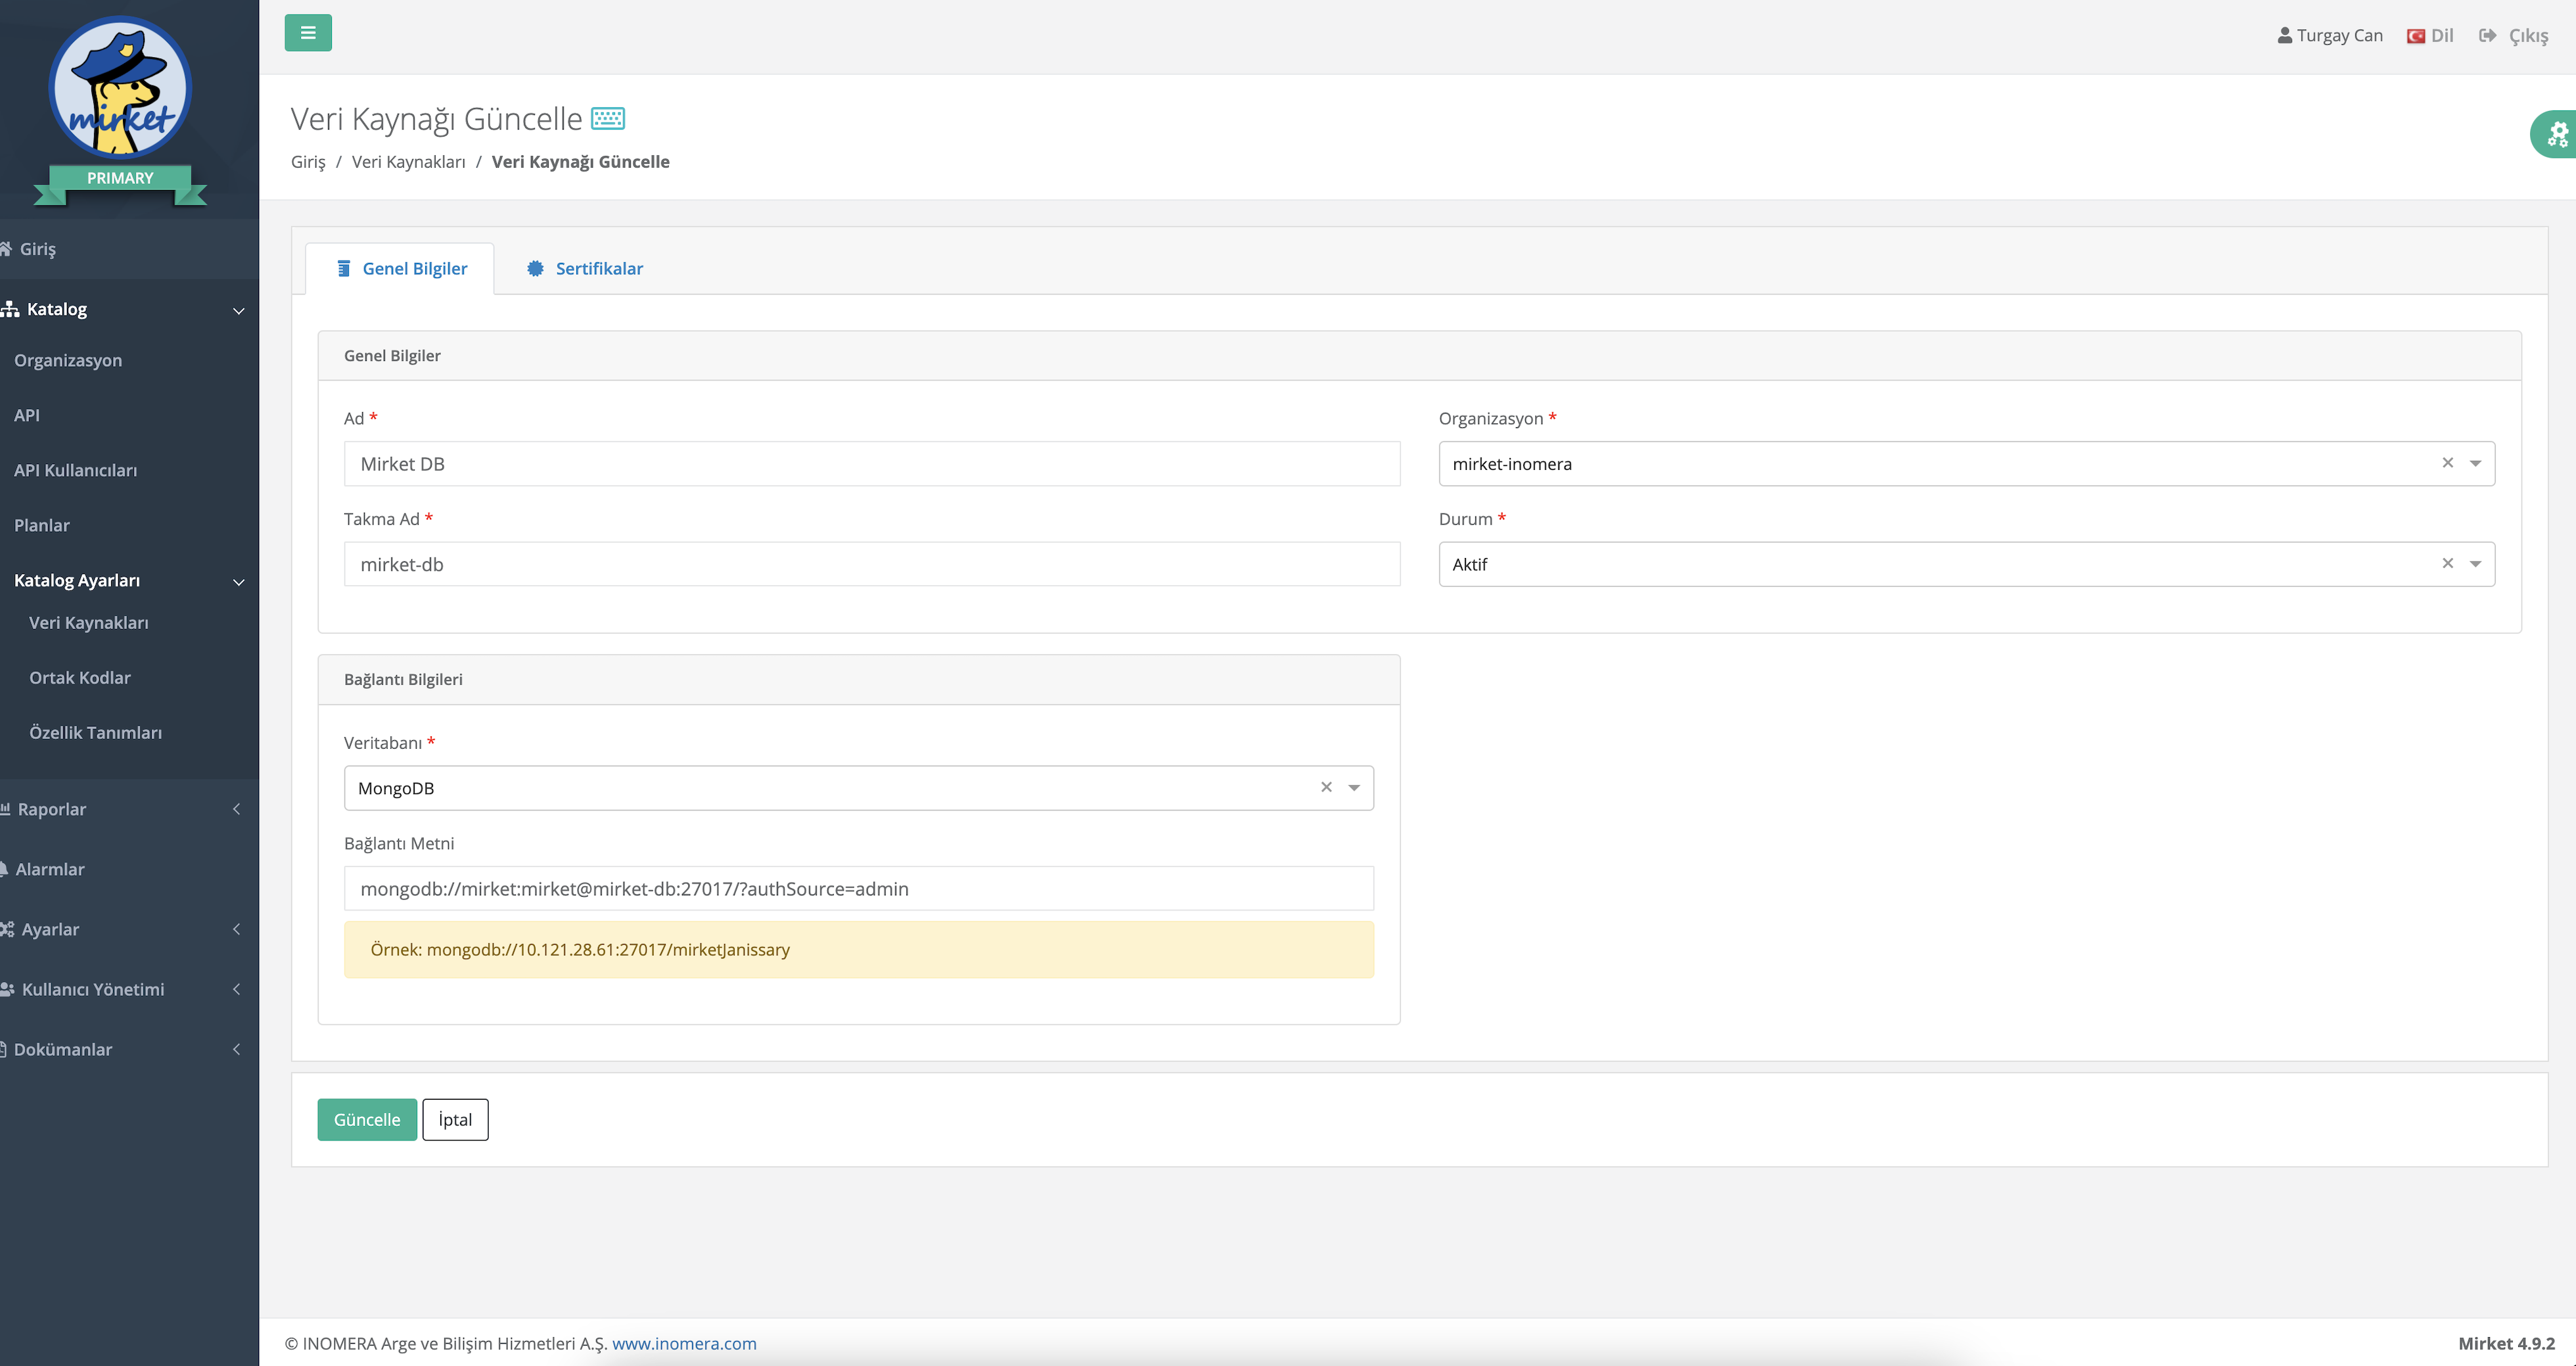 mirket
PRIMARY
Giriş
Katalog
Organizasyon
API
API Kullanıcıları
Planlar
Katalog Ayarları
Veri Kaynakları
Ortak Kodlar
Özellik Tanımları
Raporlar
Alarmlar
Ayarlar
Kullanıcı Yönetimi
Dokümanlar
Turgay Can Dil Çıkış
Veri Kaynağı Güncelle
Giriş / Veri Kaynakları / Veri Kaynağı Güncelle
Genel Bilgiler Sertifikalar
Genel Bilgiler
Ad *
Mirket DB
Organizasyon *
mirket-inomera
Takma Ad *
mirket-db
Durum *
Aktif
Bağlantı Bilgileri
Veritabanı *
MongoDB
Bağlantı Metni
mongodb://mirket:mirket@mirket-db:27017/?authSource=admin
Örnek: mongodb://10.121.28.61:27017/mirketJanissary
Güncelle İptal
© INOMERA Arge ve Bilişim Hizmetleri A.Ş. www.inomera.com
Mirket 4.9.2